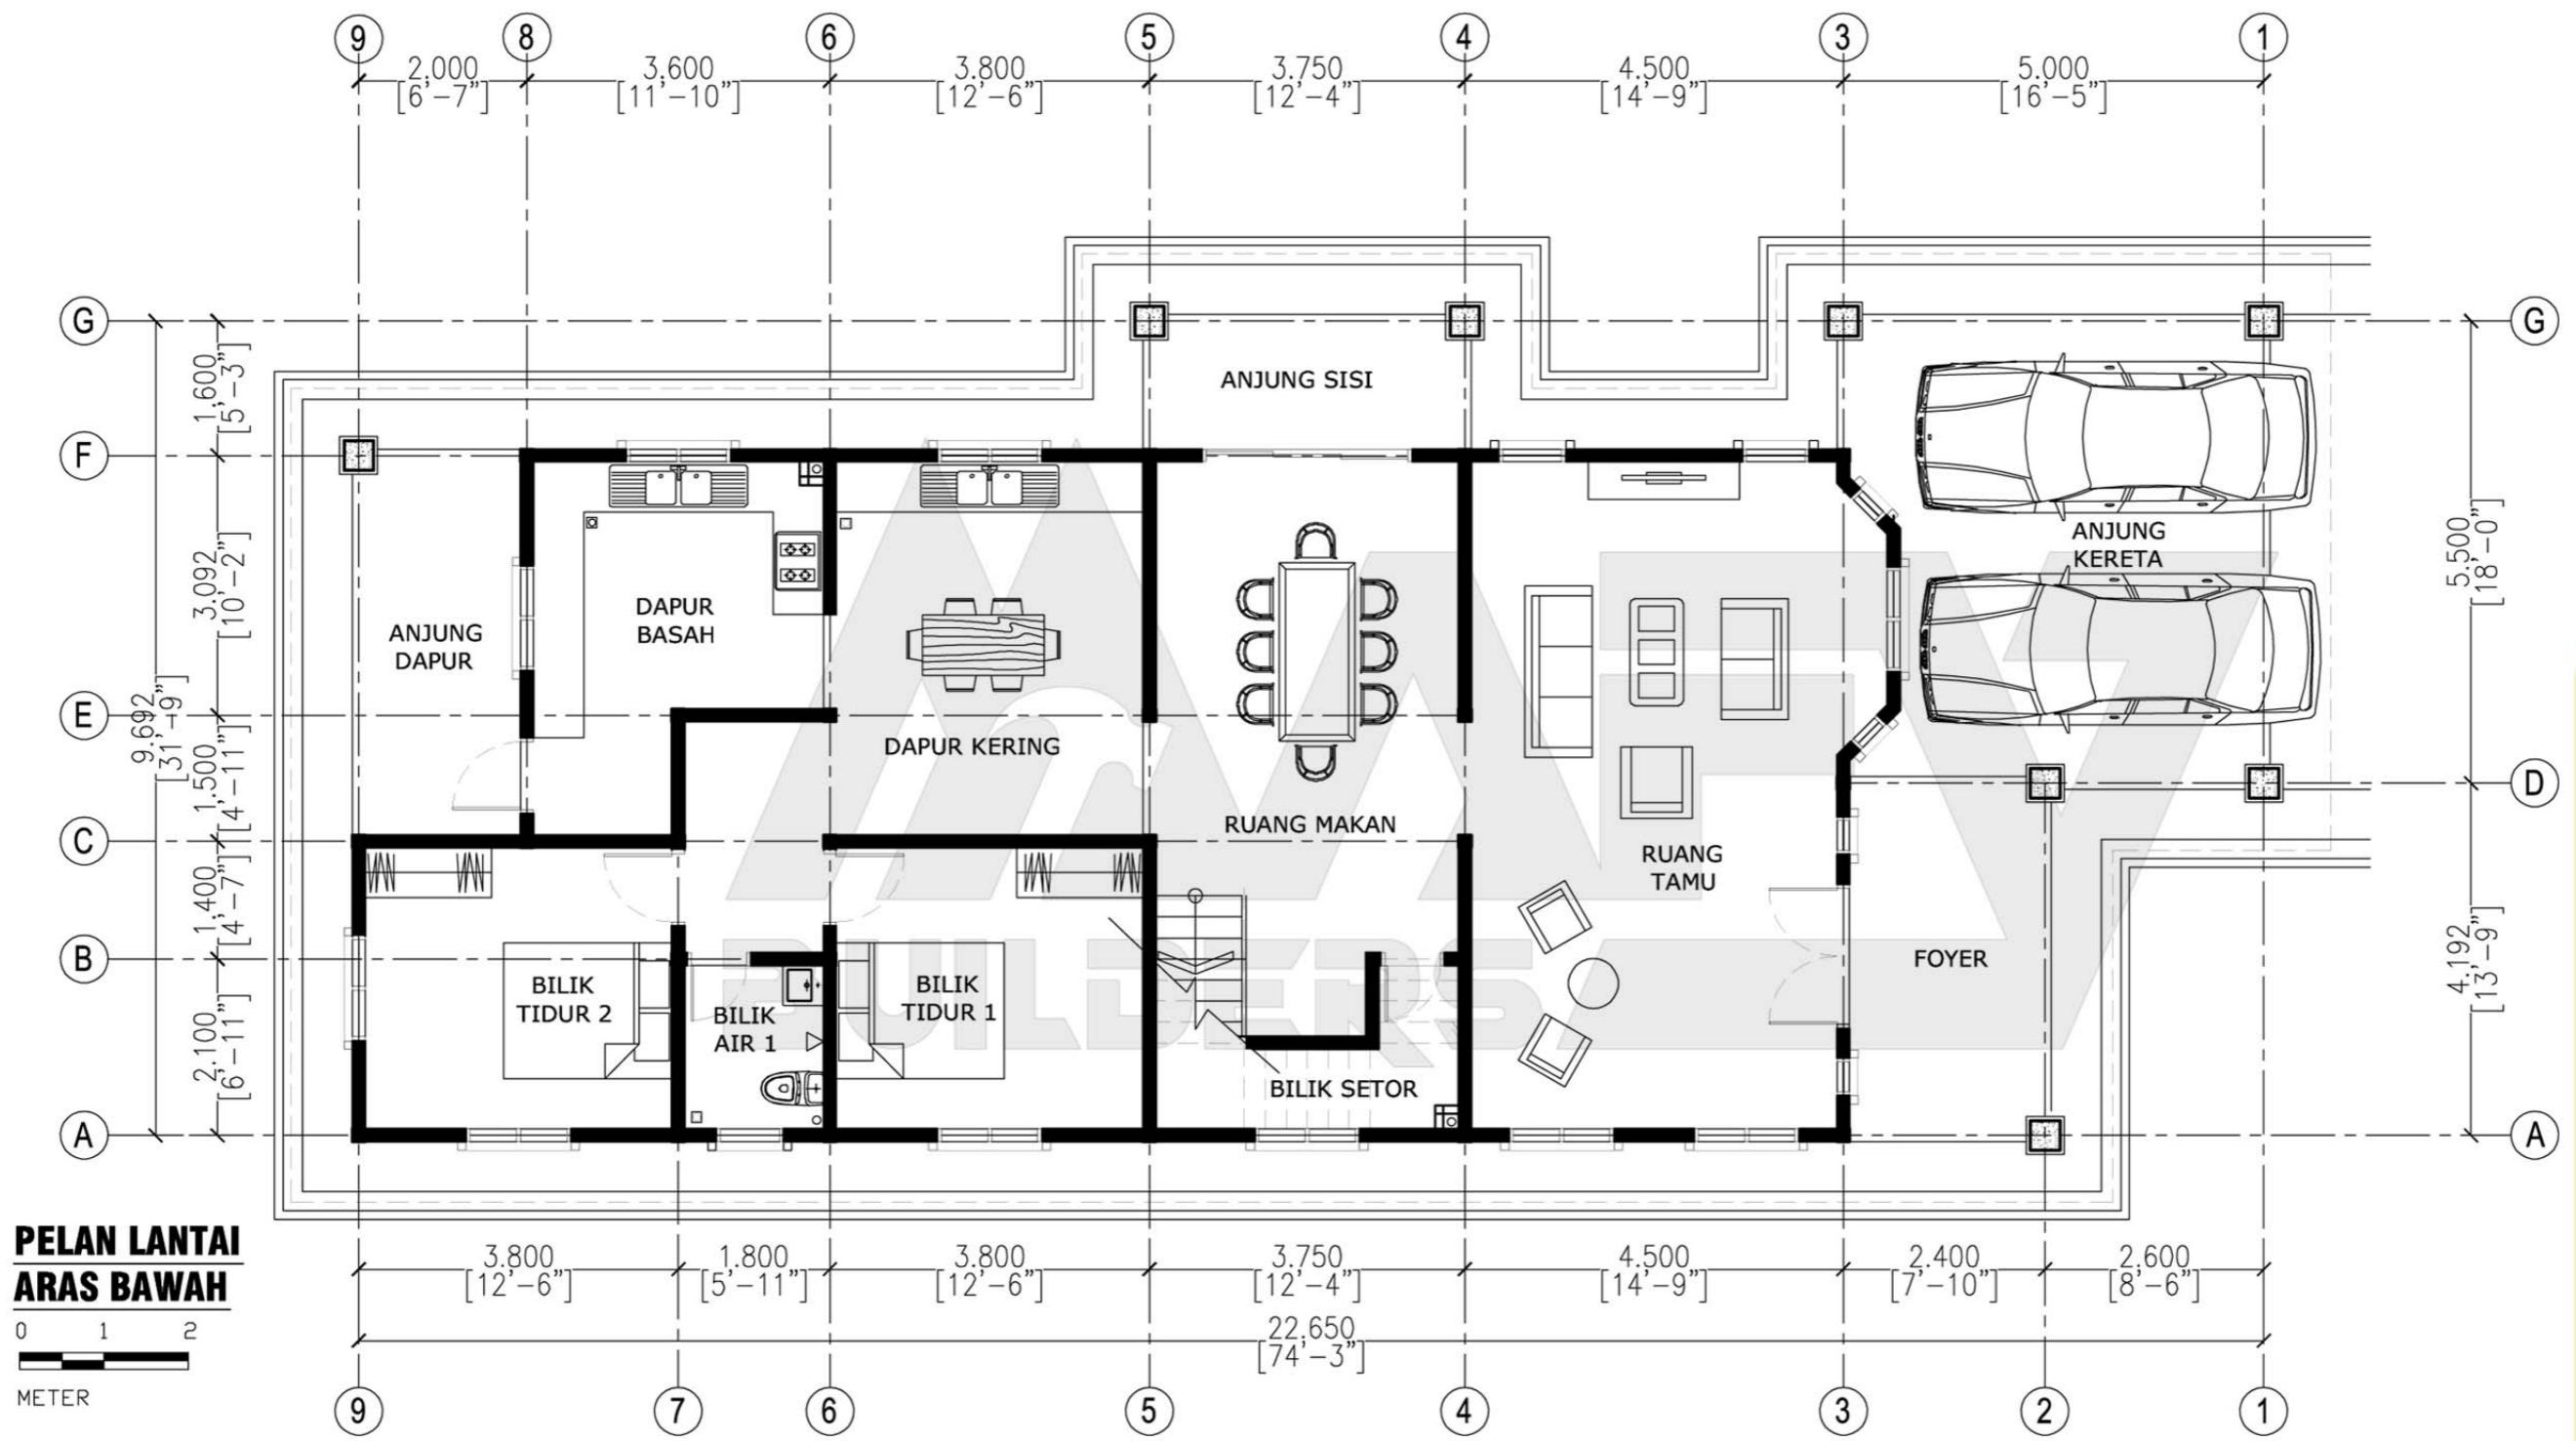 9 8 6 5 4 3 1
2.000 3.600 3.800 3.750 4.500 5.000
[6'-7"] [11'-10"] [12'-6"] [12'-4"] [14'-9"] [16'-5"]
G G
1.600
[5'-3"]
ANJUNG SISI
F
ANJUNG
KERETA
5.500
[18'-0"]
3.092
[10'-2"]
DAPUR
BASAH
ANJUNG
DAPUR
9.692
[31'-9"]
E
DAPUR KERING
1.500
[4'-11"]
D
RUANG MAKAN
C
RUANG
TAMU
1.400
[4'-7"]
MrM
BUILDERS
B
FOYER
4.192
[13'-9"]
BILIK
TIDUR 2
BILIK
TIDUR 1
BILIK
AIR 1
2.100
[6'-11"]
BILIK SETOR
A A
PELAN LANTAI
ARAS BAWAH
0 1 2
METER
3.800 1.800 3.800 3.750 4.500 2.400 2.600
[12'-6"] [5'-11"] [12'-6"] [12'-4"] [14'-9"] [7'-10"] [8'-6"]
22.650
[74'-3"]
9 7 6 5 4 3 2 1